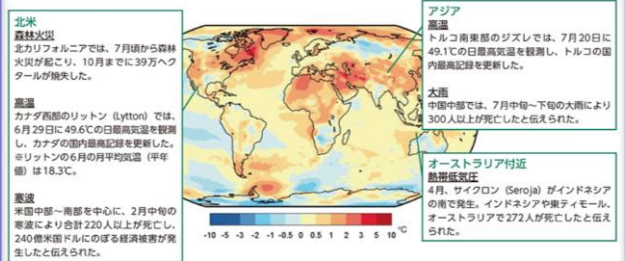 北米
森林火災
北カリフォルニアでは、7月頃から森林
火災が起こり、10月までに39万ヘク
タールが焼失した。
高温
カナダ西部のリットン(Lytton)では、
6月29日に49.6℃の日最高気温を観測
し、カナダの国内最高記録を更新した。
※リットンの6月の月平均気温(平年
値)は18.3℃。
寒波
米国中部~南部を中心に、2月中旬の
寒波により合計220人以上が死亡し、
240億米国ドルにのぼる経済被害が発
生したと伝えられた。
アジア
高温
トルコ南東部のジズレでは、7月20日に
49.1℃の日最高気温を観測し、トルコの国
内最高記録を更新した。
大雨
中国中部では、7月中旬~下旬の大雨により
300人以上が死亡したと伝えられた。
オーストラリア付近
熱帯低気圧
4月、サイクロン(Seroja)がインドネシア
の南で発生。インドネシアや東ティモール、
オーストラリアで272人が死亡したと伝え
られた。
-10 -5 -3 -2 -1 -0.5 0 0.5 1 2 3 5 10 ℃